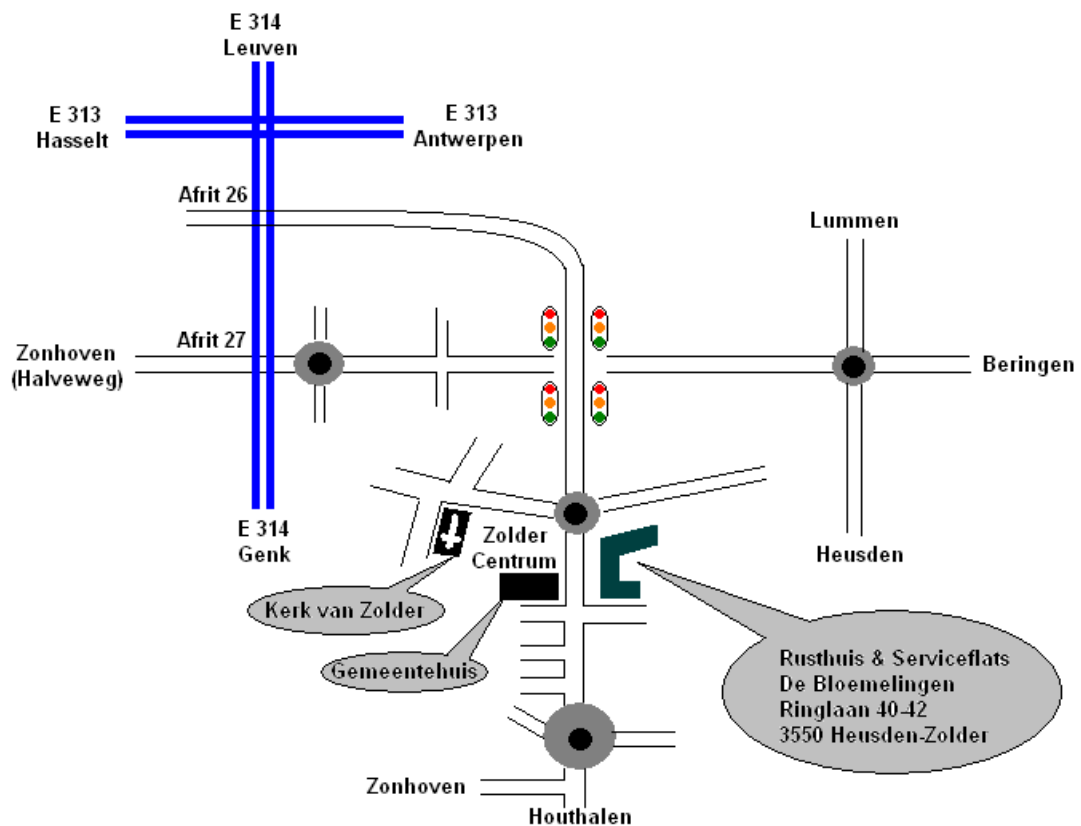 E 314
Leuven
E 313
Hasselt
E 313
Antwerpen
Afrit 26
Lummen
Afrit 27
Zonhoven
(Halveweg)
Beringen
E 314
Genk
Zolder
Centrum
Heusden
Kerk van Zolder
Gemeentehuis
Rusthuis & Serviceflats
De Bloemelingen
Ringlaan 40-42
3550 Heusden-Zolder
Zonhoven
Houthalen